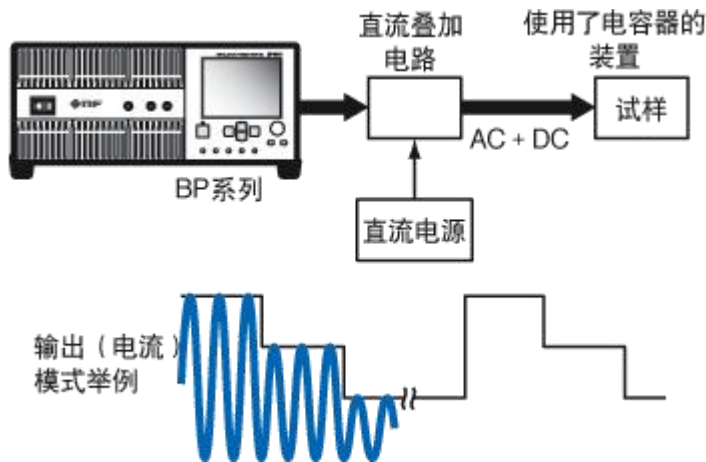 直流叠加
电路
使用了电容器的
装置
试样
AC + DC
BP系列
直流电源
输出（电流）
模式举例